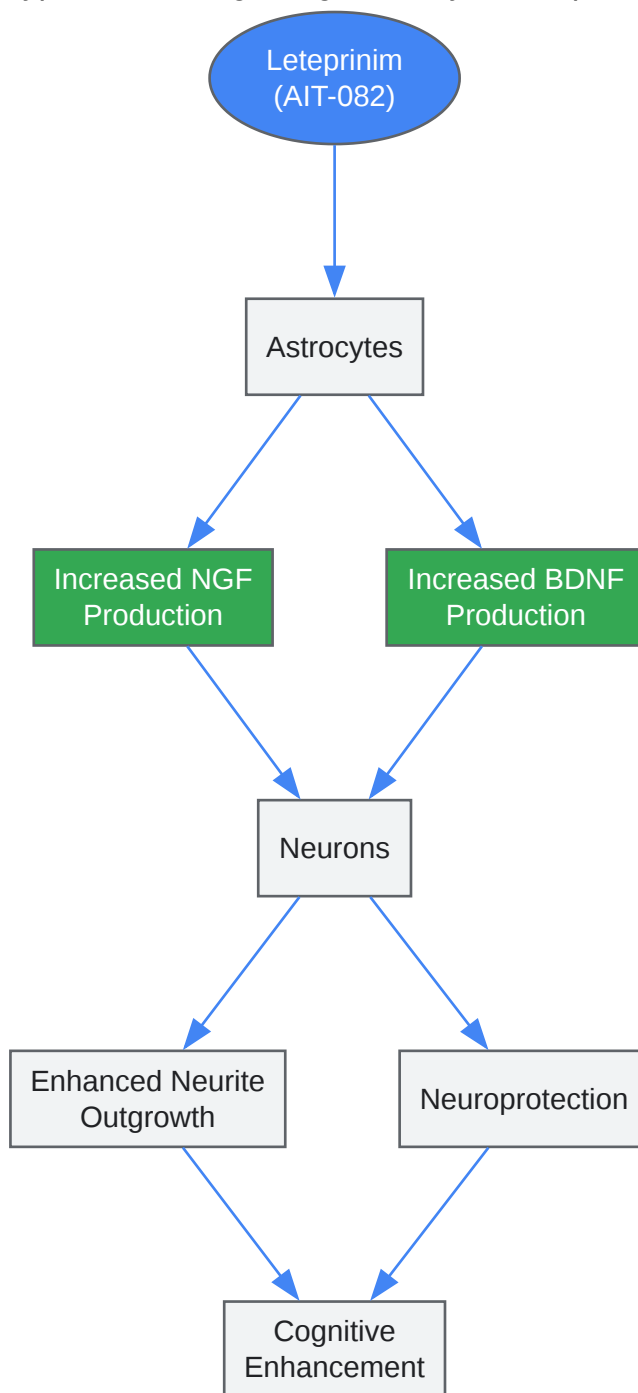 Leteprinim
(AIT-082)
Astrocytes
Increased NGF
Production
Increased BDNF
Production
Neurons
Enhanced Neurite
Outgrowth
Neuroprotection
Cognitive
Enhancement